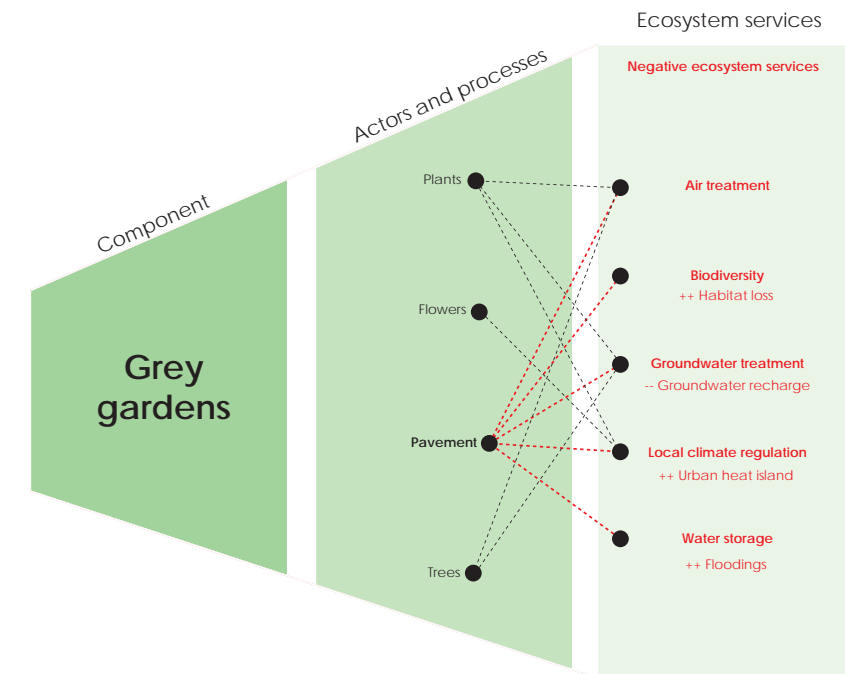 Ecosystem services
Actors and processes
Component
Negative ecosystem services
Plants
Air treatment
Biodiversity
++ Habitat loss
Flowers
Grey
gardens
Groundwater treatment
-- Groundwater recharge
Pavement
Local climate regulation
++ Urban heat island
Water storage
++ Floodings
Trees